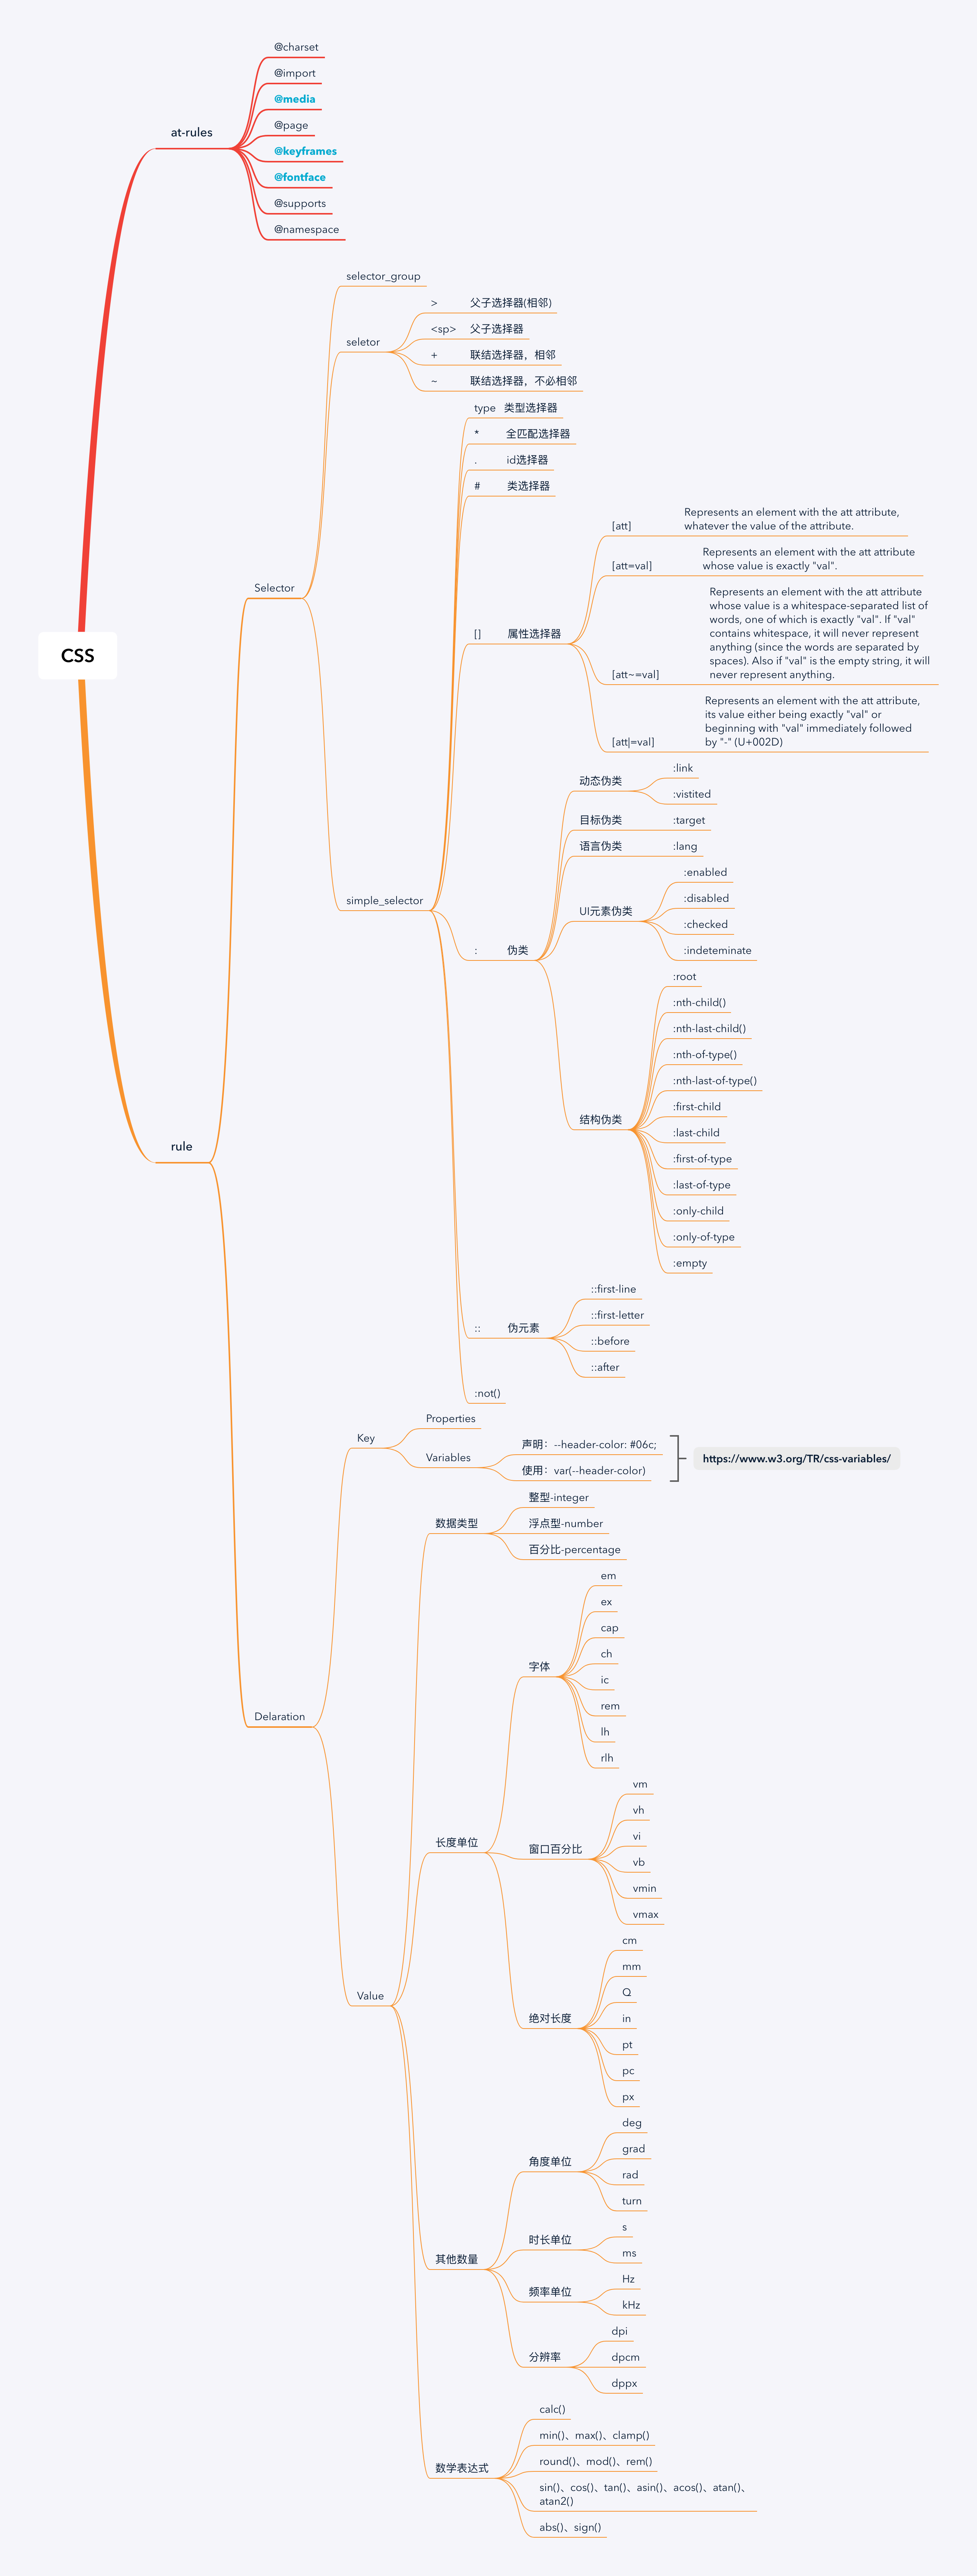 @charset
@import
@media
at-rules
@page
@keyframes
@fontface
@supports
@namespace
selector_group
> 父子选择器(相邻)
<sp> 父子选择器
seletor
+ 联结选择器，相邻
~ 联结选择器，不必相邻
type 类型选择器
* 全匹配选择器
. id选择器
# 类选择器
Represents an element with the att attribute,
[att] whatever the value of the attribute.
Represents an element with the att attribute
[att=val] whose value is exactly "val".
Selector
Represents an element with the att attribute
whose value is a whitespace-separated list of
words, one of which is exactly "val". If "val"
[] 属性选择器
contains whitespace, it will never represent
anything (since the words are separated by
spaces). Also if "val" is the empty string, it will
[att~=val] never represent anything.
CSS
Represents an element with the att attribute,
its value either being exactly "val" or
beginning with "val" immediately followed
[att|=val] by "-" (U+002D)
:link
动态伪类
:vistited
目标伪类 :target
语言伪类 :lang
:enabled
simple_selector
:disabled
UI元素伪类
:checked
: 伪类
:indeteminate
:root
:nth-child()
:nth-last-child()
:nth-of-type()
:nth-last-of-type()
:first-child
结构伪类
:last-child
rule
:first-of-type
:last-of-type
:only-child
:only-of-type
:empty
::first-line
::first-letter
:: 伪元素
::before
::after
:not()
Properties
Key
声明：--header-color: #06c;
Variables
https://www.w3.org/TR/css-variables/
使用：var(--header-color)
整型-integer
数据类型
浮点型-number
百分比-percentage
em
ex
cap
ch
字体
ic
rem
Delaration
lh
rlh
vm
vh
vi
长度单位
窗口百分比
vb
vmin
vmax
cm
mm
Q
Value
in
绝对长度
pt
pc
px
deg
grad
角度单位
rad
turn
s
时长单位
ms
其他数量
Hz
频率单位
kHz
dpi
分辨率
dpcm
dppx
calc()
min()、max()、clamp()
round()、mod()、rem()
数学表达式
sin()、cos()、tan()、asin()、acos()、atan()、
atan2()
abs()、sign()